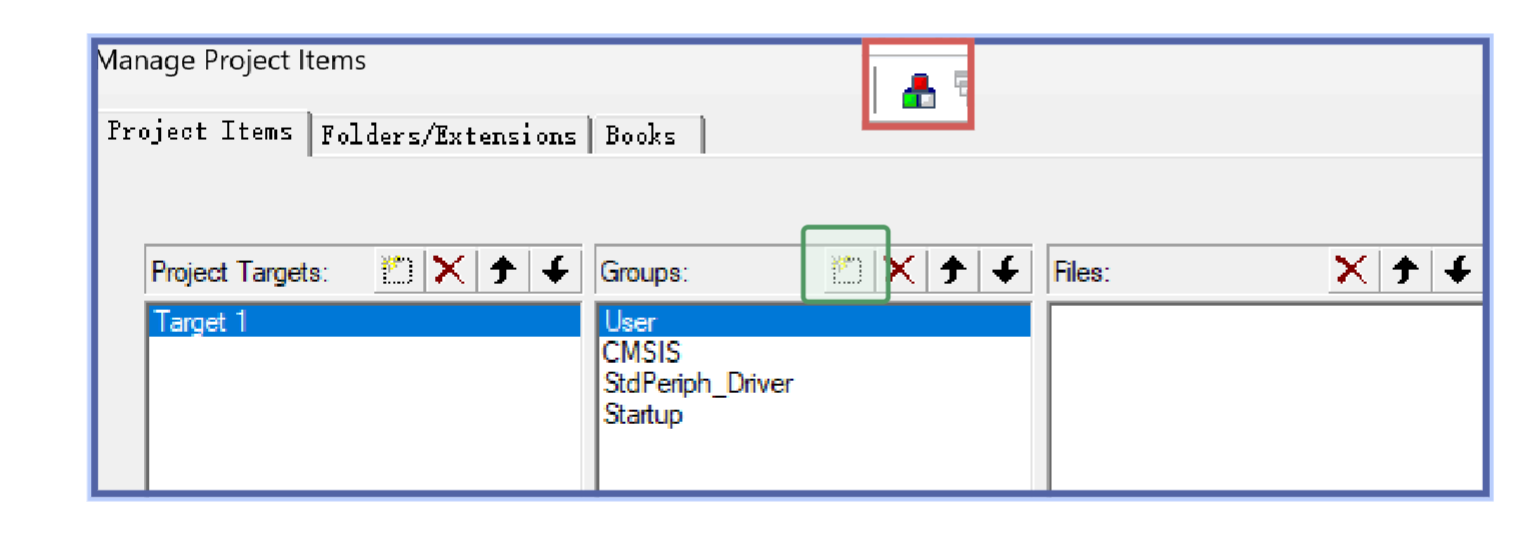 Manage Project Items
Project Items Folders/Extensions Books
Project Targets: Groups: Files:
Target 1 User
CMSIS
StdPeriph_Driver
Startup